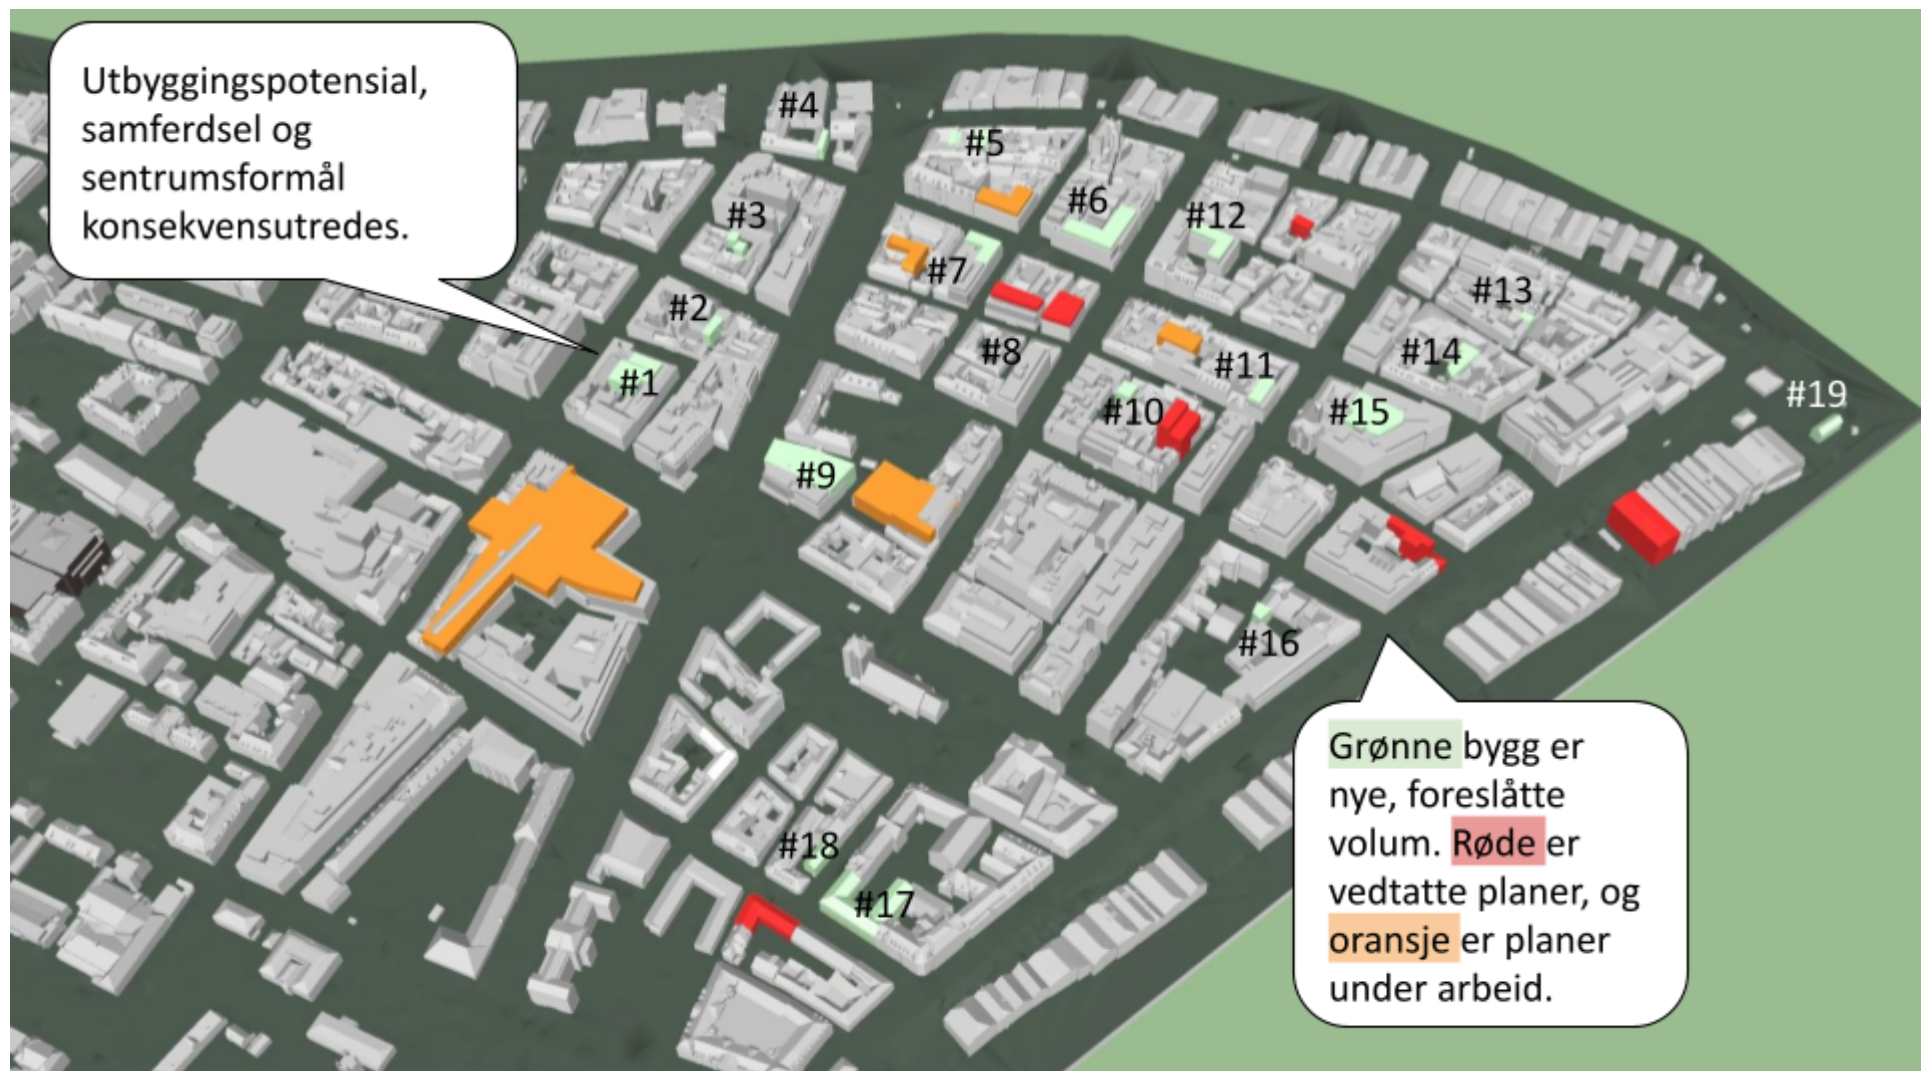 Utbyggingspotensial,
samferdsel og
sentrumsformål
konsekvensutredes.
#4
#5
#3
#6
#12
#7
#2
#13
#8
#14
#11
#1
#19
#10
#15
#9
#16
#18
#17
Grønne bygg er
nye, foreslåtte
volum. Røde er
vedtatte planer, og
oransje er planer
under arbeid.